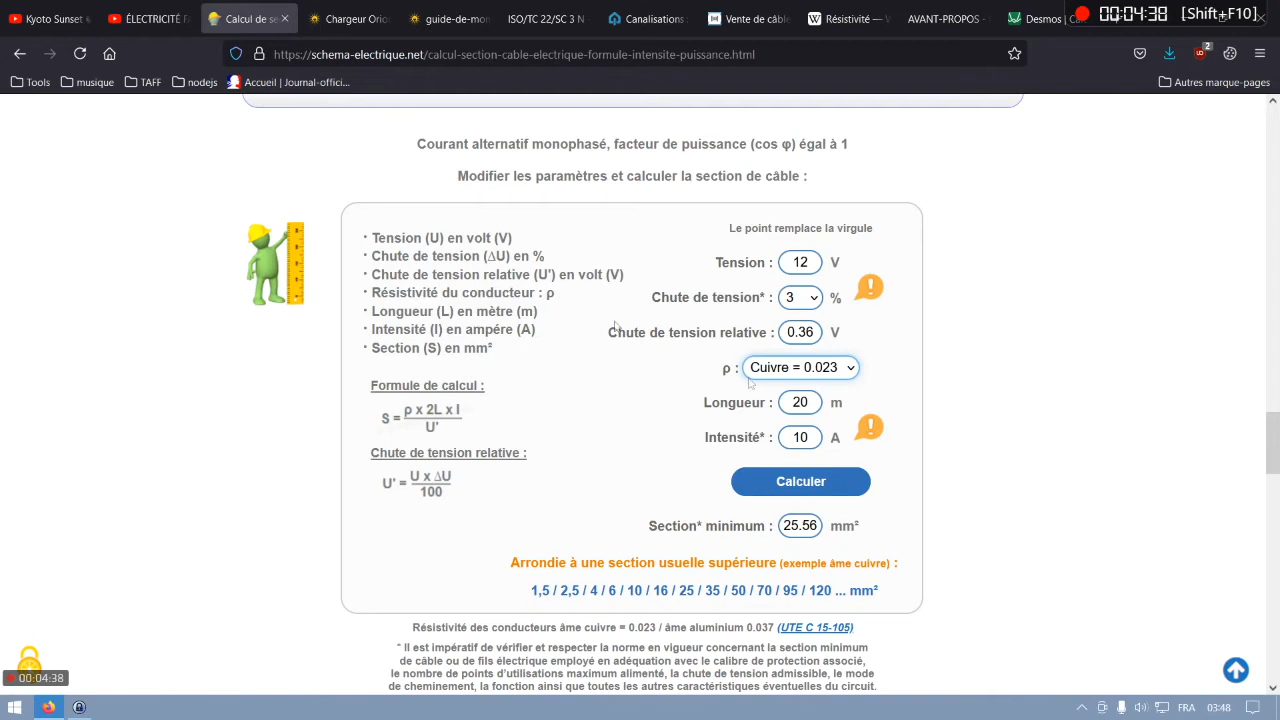 Kyoto Sunset
ÉLECTRICITÉ
Calcul de se
Chargeur Orio
guide-de-mon
ISO/TC 22/SC 3 N
Canalisations :
Vente de câble
Résistivité —
AVANT-PROPOS -
Desmos
00:04:38 [Shift+F10]
https://schema-electrique.net/calcul-section-cable-electrique-formule-intensite-puissance.html
2
Tools
musique
TAFF
nodejs
Accueil | Journal-offici...
Autres marque-pages
Courant alternatif monophasé, facteur de puissance (cos φ) égal à 1
Modifier les paramètres et calculer la section de câble :
· Tension (U) en volt (V)
· Chute de tension (∆U) en %
· Chute de tension relative (U') en volt (V)
· Résistivité du conducteur : ρ
· Longueur (L) en mètre (m)
· Intensité (I) en ampére (A)
· Section (S) en mm²
Formule de calcul :
S = ρ x 2L x I
U'
Chute de tension relative :
U' = U x ∆U
100
Le point remplace la virgule
Tension : 12 V
Chute de tension* : 3 %
Chute de tension relative : 0.36 V
ρ : Cuivre = 0.023
Longueur : 20 m
Intensité* : 10 A
Calculer
Section* minimum : 25.56 mm²
Arrondie à une section usuelle supérieure (exemple âme cuivre) :
1,5 / 2,5 / 4 / 6 / 10 / 16 / 25 / 35 / 50 / 70 / 95 / 120 ... mm²
Résistivité des conducteurs âme cuivre = 0.023 / âme aluminium 0.037 (UTE C 15-105)
* Il est impératif de vérifier et respecter la norme en vigueur concernant la section minimum
de câble ou de fils électrique employé en adéquation avec le calibre de protection associé,
le nombre de points d'utilisations maximum alimenté, la chute de tension admissible, le mode
de cheminement, la fonction ainsi que toutes les autres caractéristiques éventuelles du circuit.
00:04:38
FRA
03:48